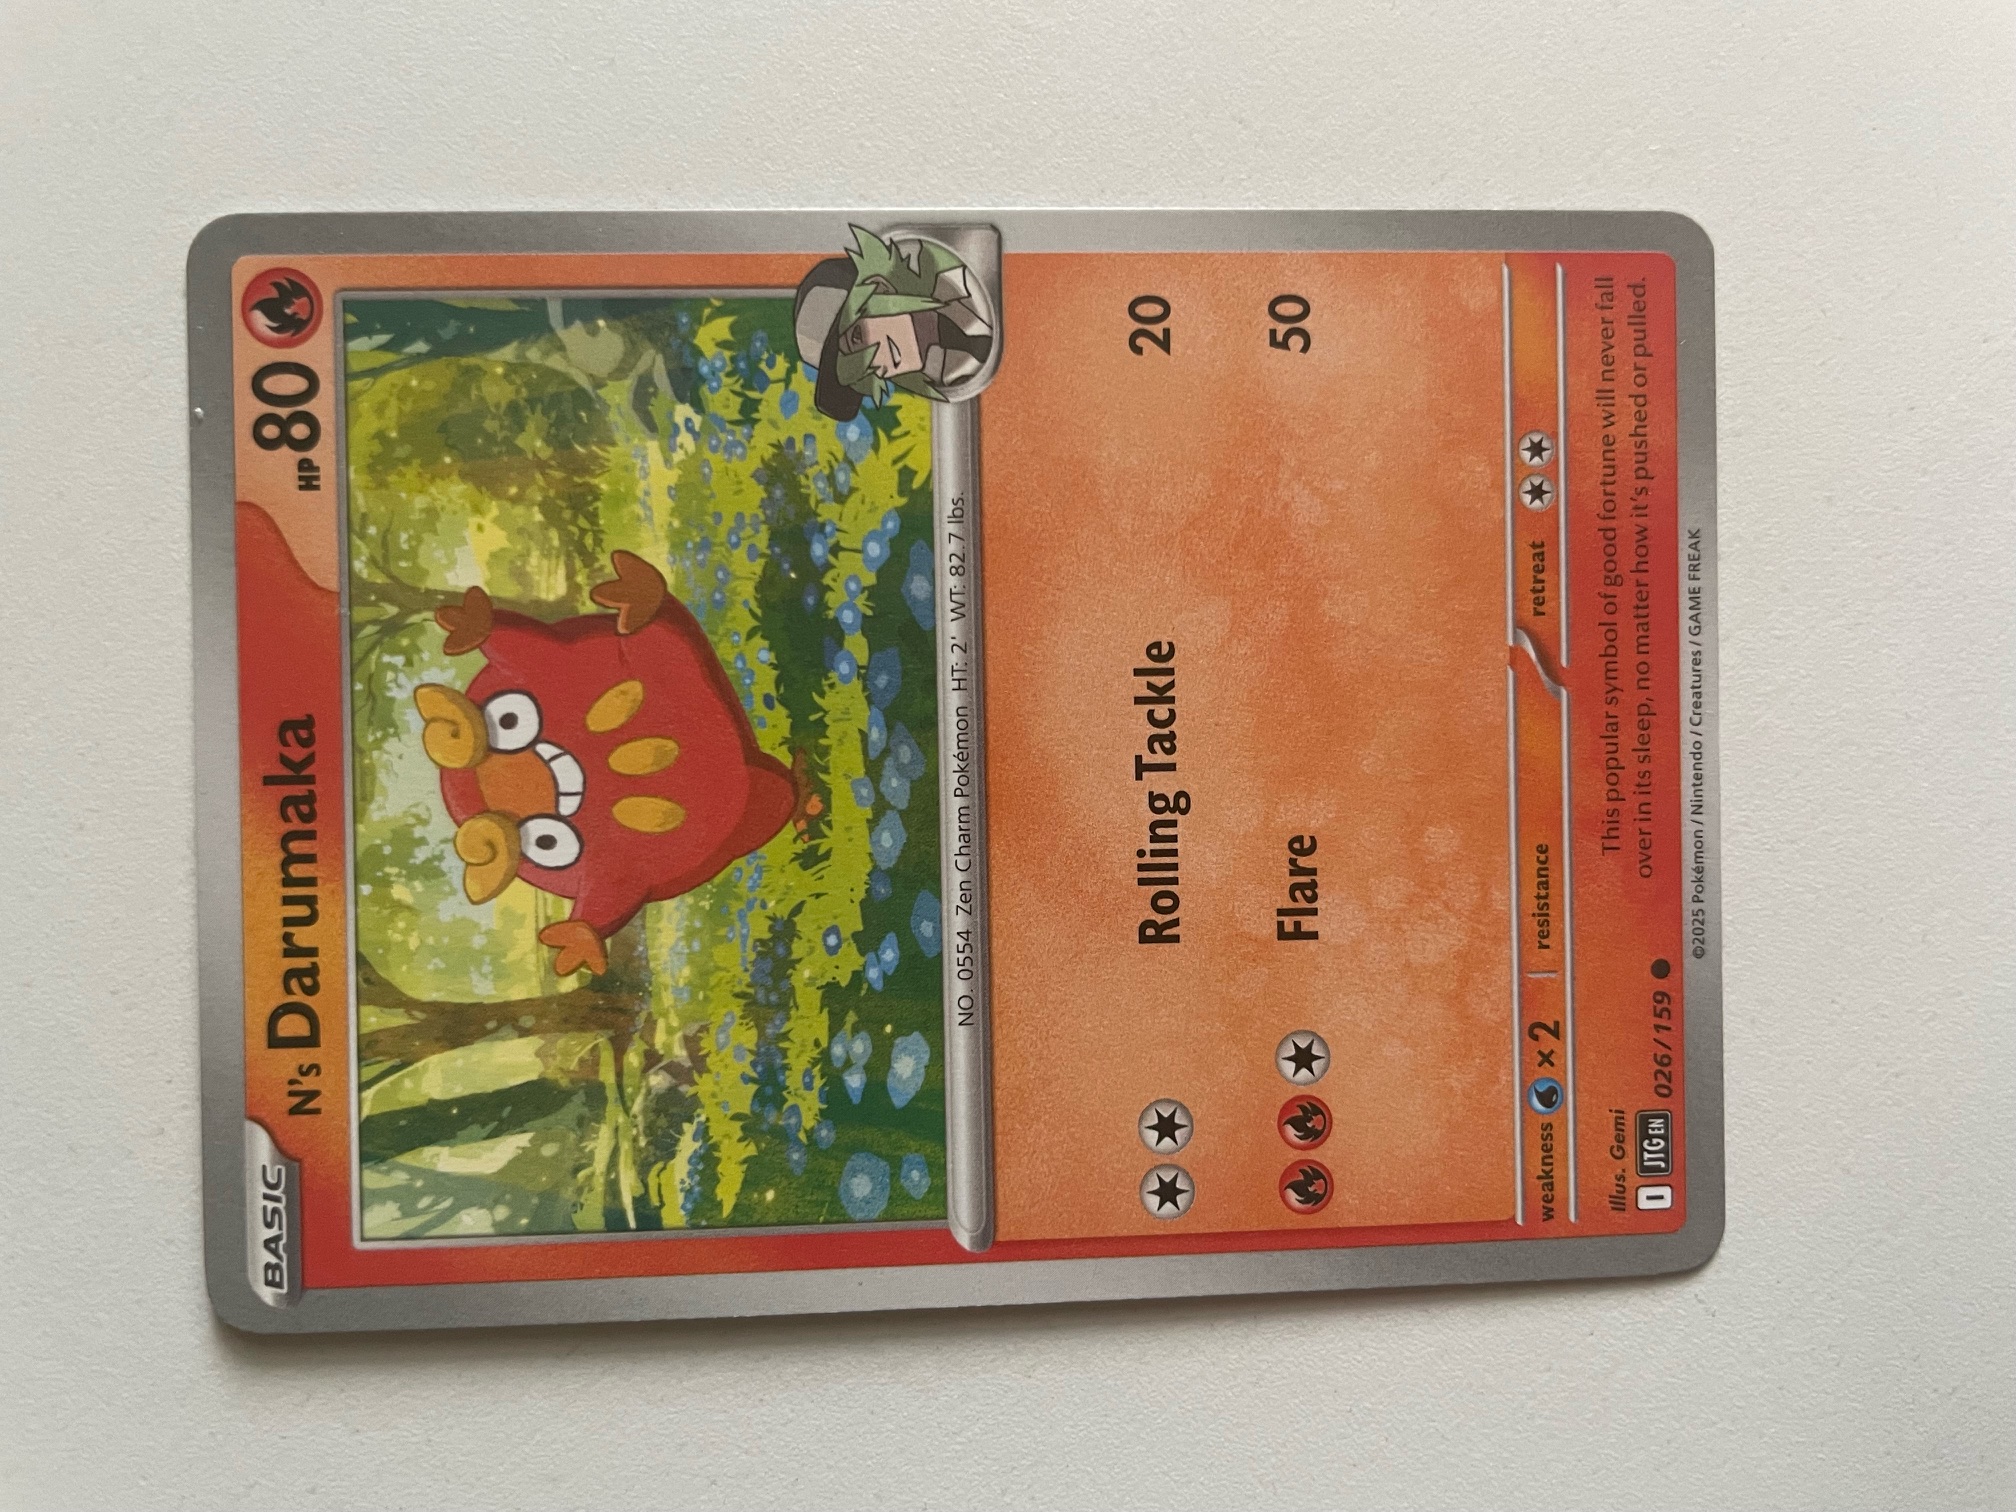 BASIC
N's Darumaka
HP 80
NO. 0554 Zen Charm Pokémon HT: 2' WT: 82.7 lbs.
Rolling Tackle 20
Flare 50
weakness ×2 resistance retreat
Illus. Gemi
I JTG EN 026/159
This popular symbol of good fortune will never fall
over in its sleep, no matter how it's pushed or pulled.
©2025 Pokémon / Nintendo / Creatures / GAME FREAK